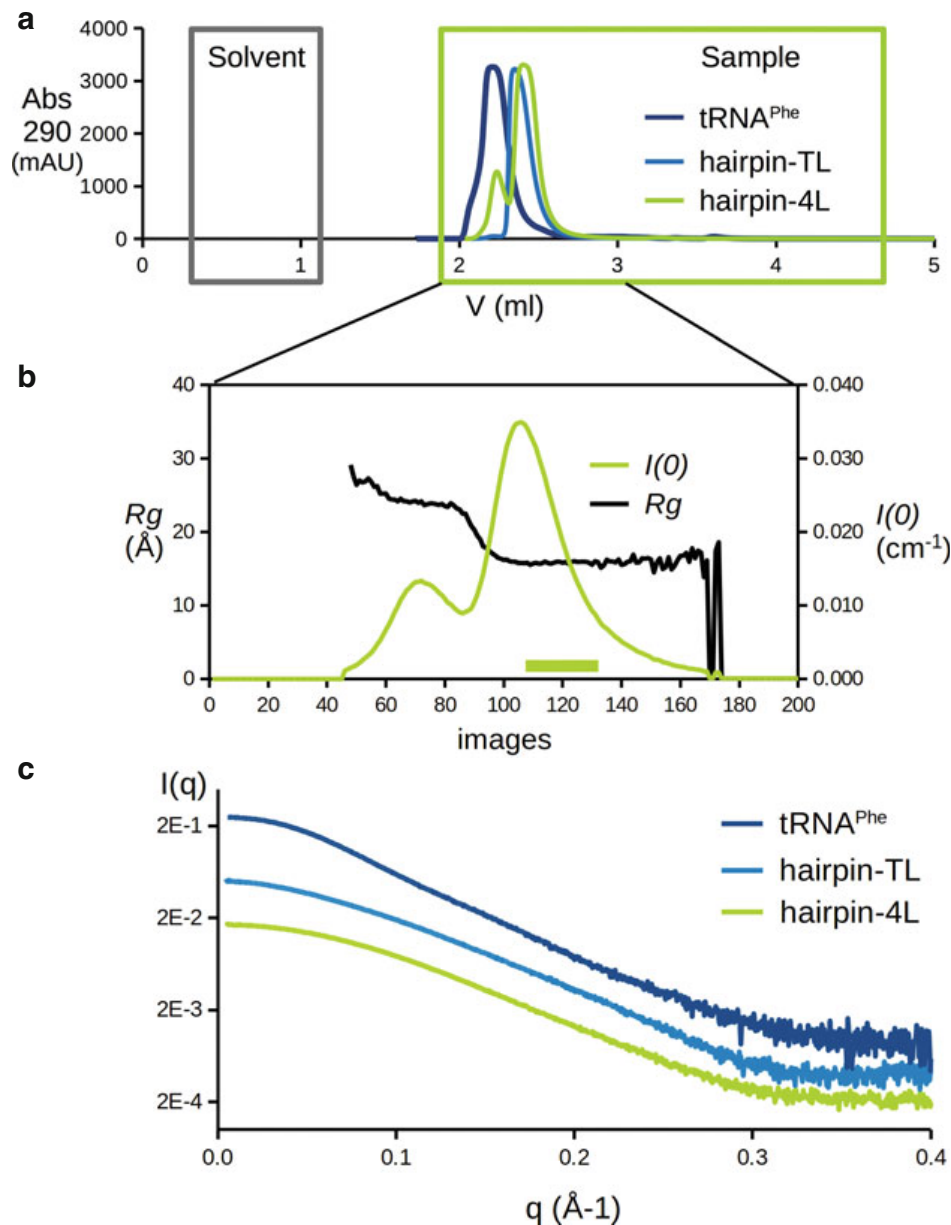 a
4000
3000
2000
1000
0
Abs
290
(mAU)
Solvent
Sample
tRNA^Phe
hairpin-TL
hairpin-4L
0 1 2 3 4 5
V (ml)
b
40
30
20
10
0
Rg
(Å)
0.040
0.030
0.020
0.010
0.000
I(0)
(cm⁻¹)
I(0)
Rg
0 20 40 60 80 100 120 140 160 180 200
images
c
I(q)
2E-1
2E-2
2E-3
2E-4
tRNA^Phe
hairpin-TL
hairpin-4L
0.0 0.1 0.2 0.3 0.4
q (Å-1)